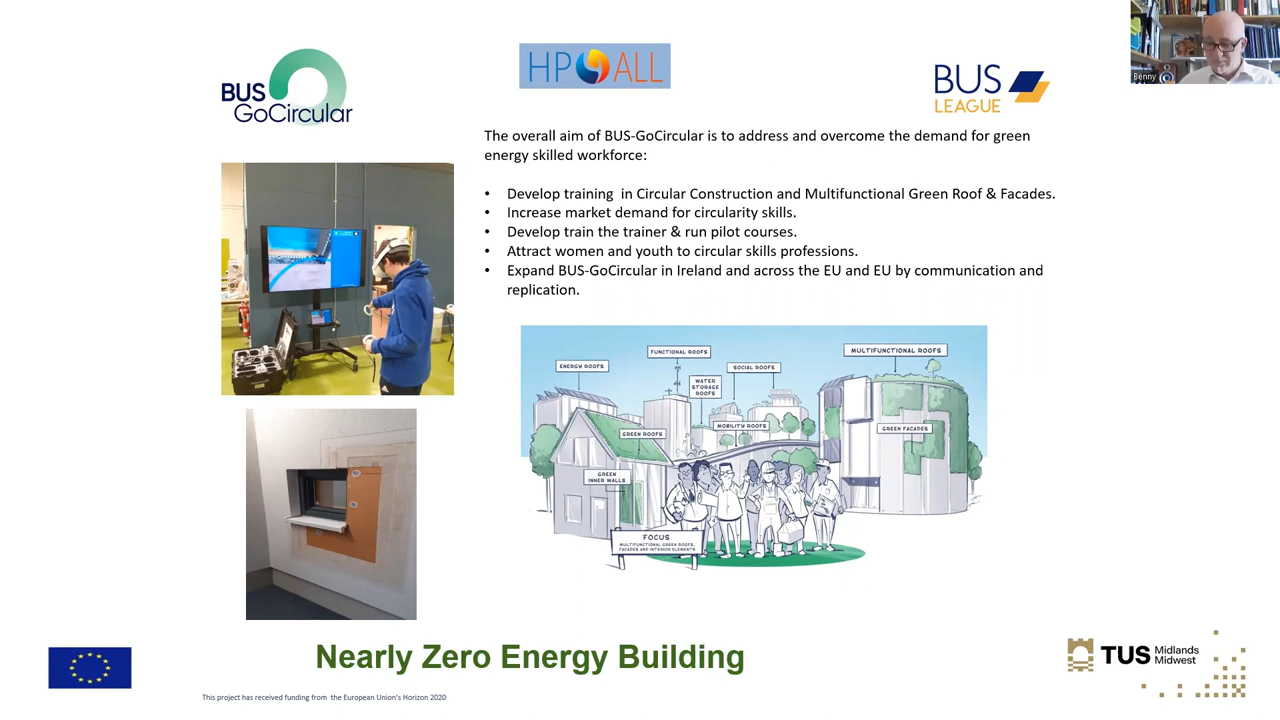 BUS
GoCircular
HP ALL
BUS
LEAGUE
Benny
The overall aim of BUS-GoCircular is to address and overcome the demand for green
energy skilled workforce:
• Develop training in Circular Construction and Multifunctional Green Roof & Facades.
• Increase market demand for circularity skills.
• Develop train the trainer & run pilot courses.
• Attract women and youth to circular skills professions.
• Expand BUS-GoCircular in Ireland and across the EU and EU by communication and
replication.
ENERGY ROOFS
FUNCTIONAL ROOFS
WATER
STORAGE
ROOFS
SOCIAL ROOFS
MULTIFUNCTIONAL ROOFS
GREEN ROOFS
MOBILITY ROOFS
GREEN FACADES
GREEN
INNER WALLS
FOCUS
MULTIFUNCTIONAL GREEN ROOFS,
FACADES AND INTERIOR ELEMENTS
Nearly Zero Energy Building
TUS Midlands
Midwest
This project has received funding from the European Union's Horizon 2020